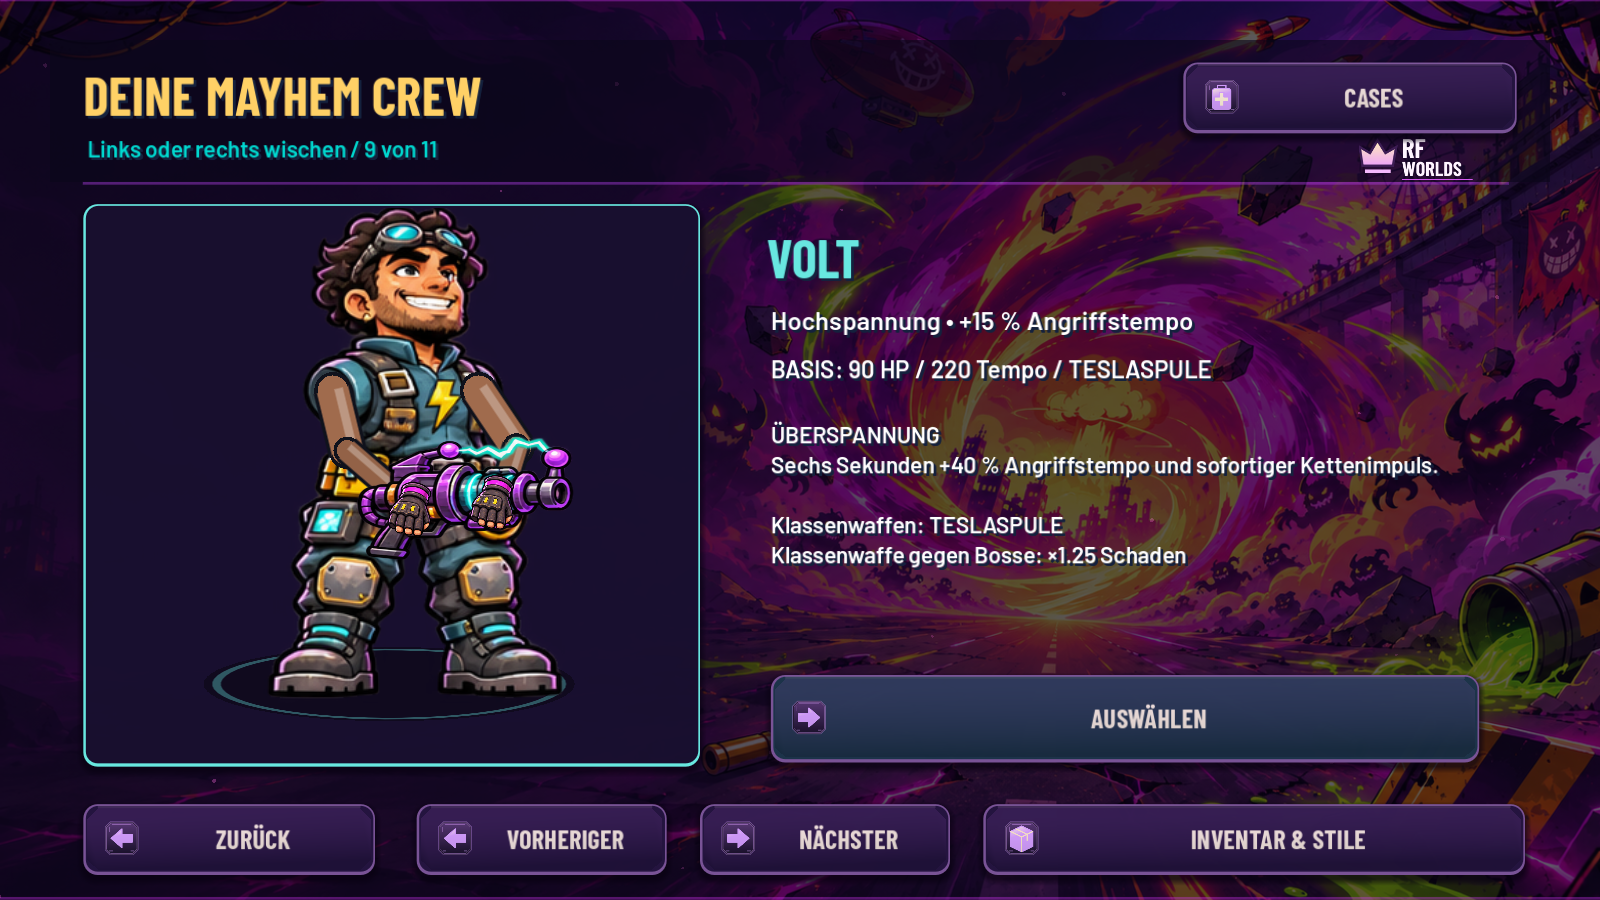 DEINE MAYHEM CREW
Links oder rechts wischen / 9 von 11
CASES
RF
WORLDS
VOLT
Hochspannung • +15 % Angriffstempo
BASIS: 90 HP / 220 Tempo / TESLASPULE
ÜBERSPANNUNG
Sechs Sekunden +40 % Angriffstempo und sofortiger Kettenimpuls.
Klassenwaffen: TESLASPULE
Klassenwaffe gegen Bosse: ×1.25 Schaden
AUSWÄHLEN
ZURÜCK
VORHERIGER
NÄCHSTER
INVENTAR & STILE